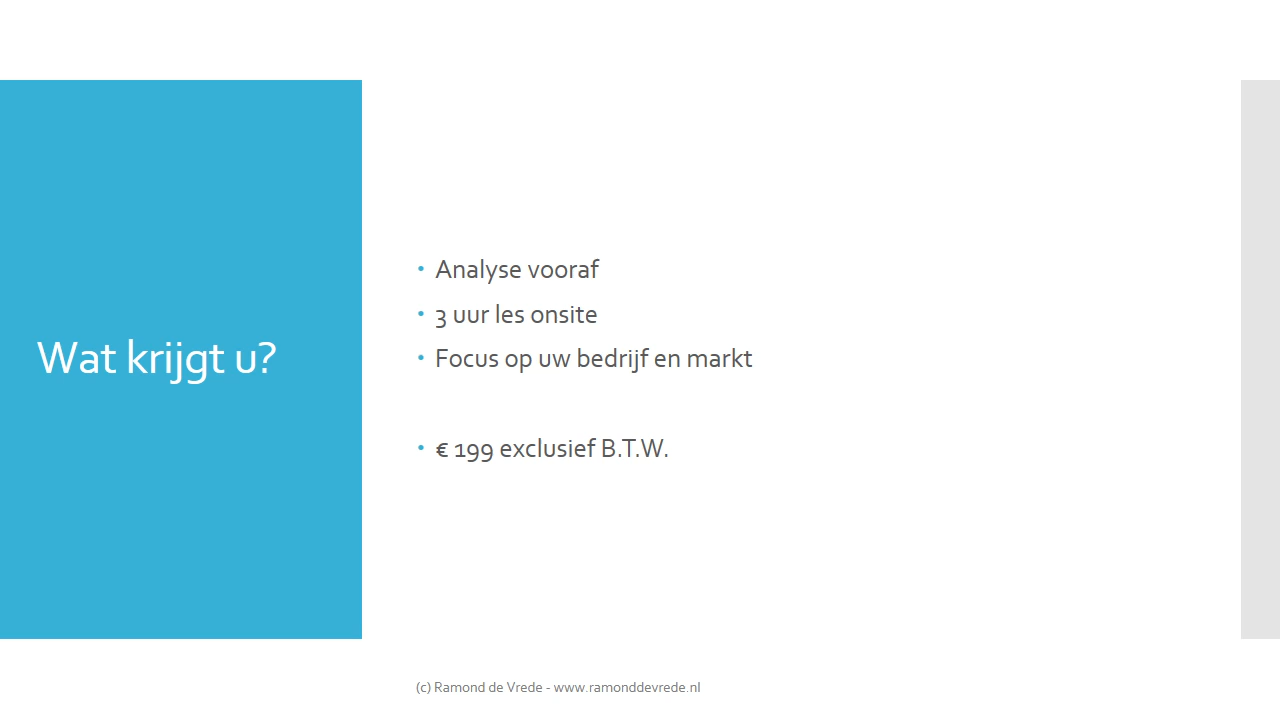 Wat krijgt u?
• Analyse vooraf
• 3 uur les onsite
• Focus op uw bedrijf en markt
• € 199 exclusief B.T.W.
(c) Ramond de Vrede - www.ramonddevrede.nl